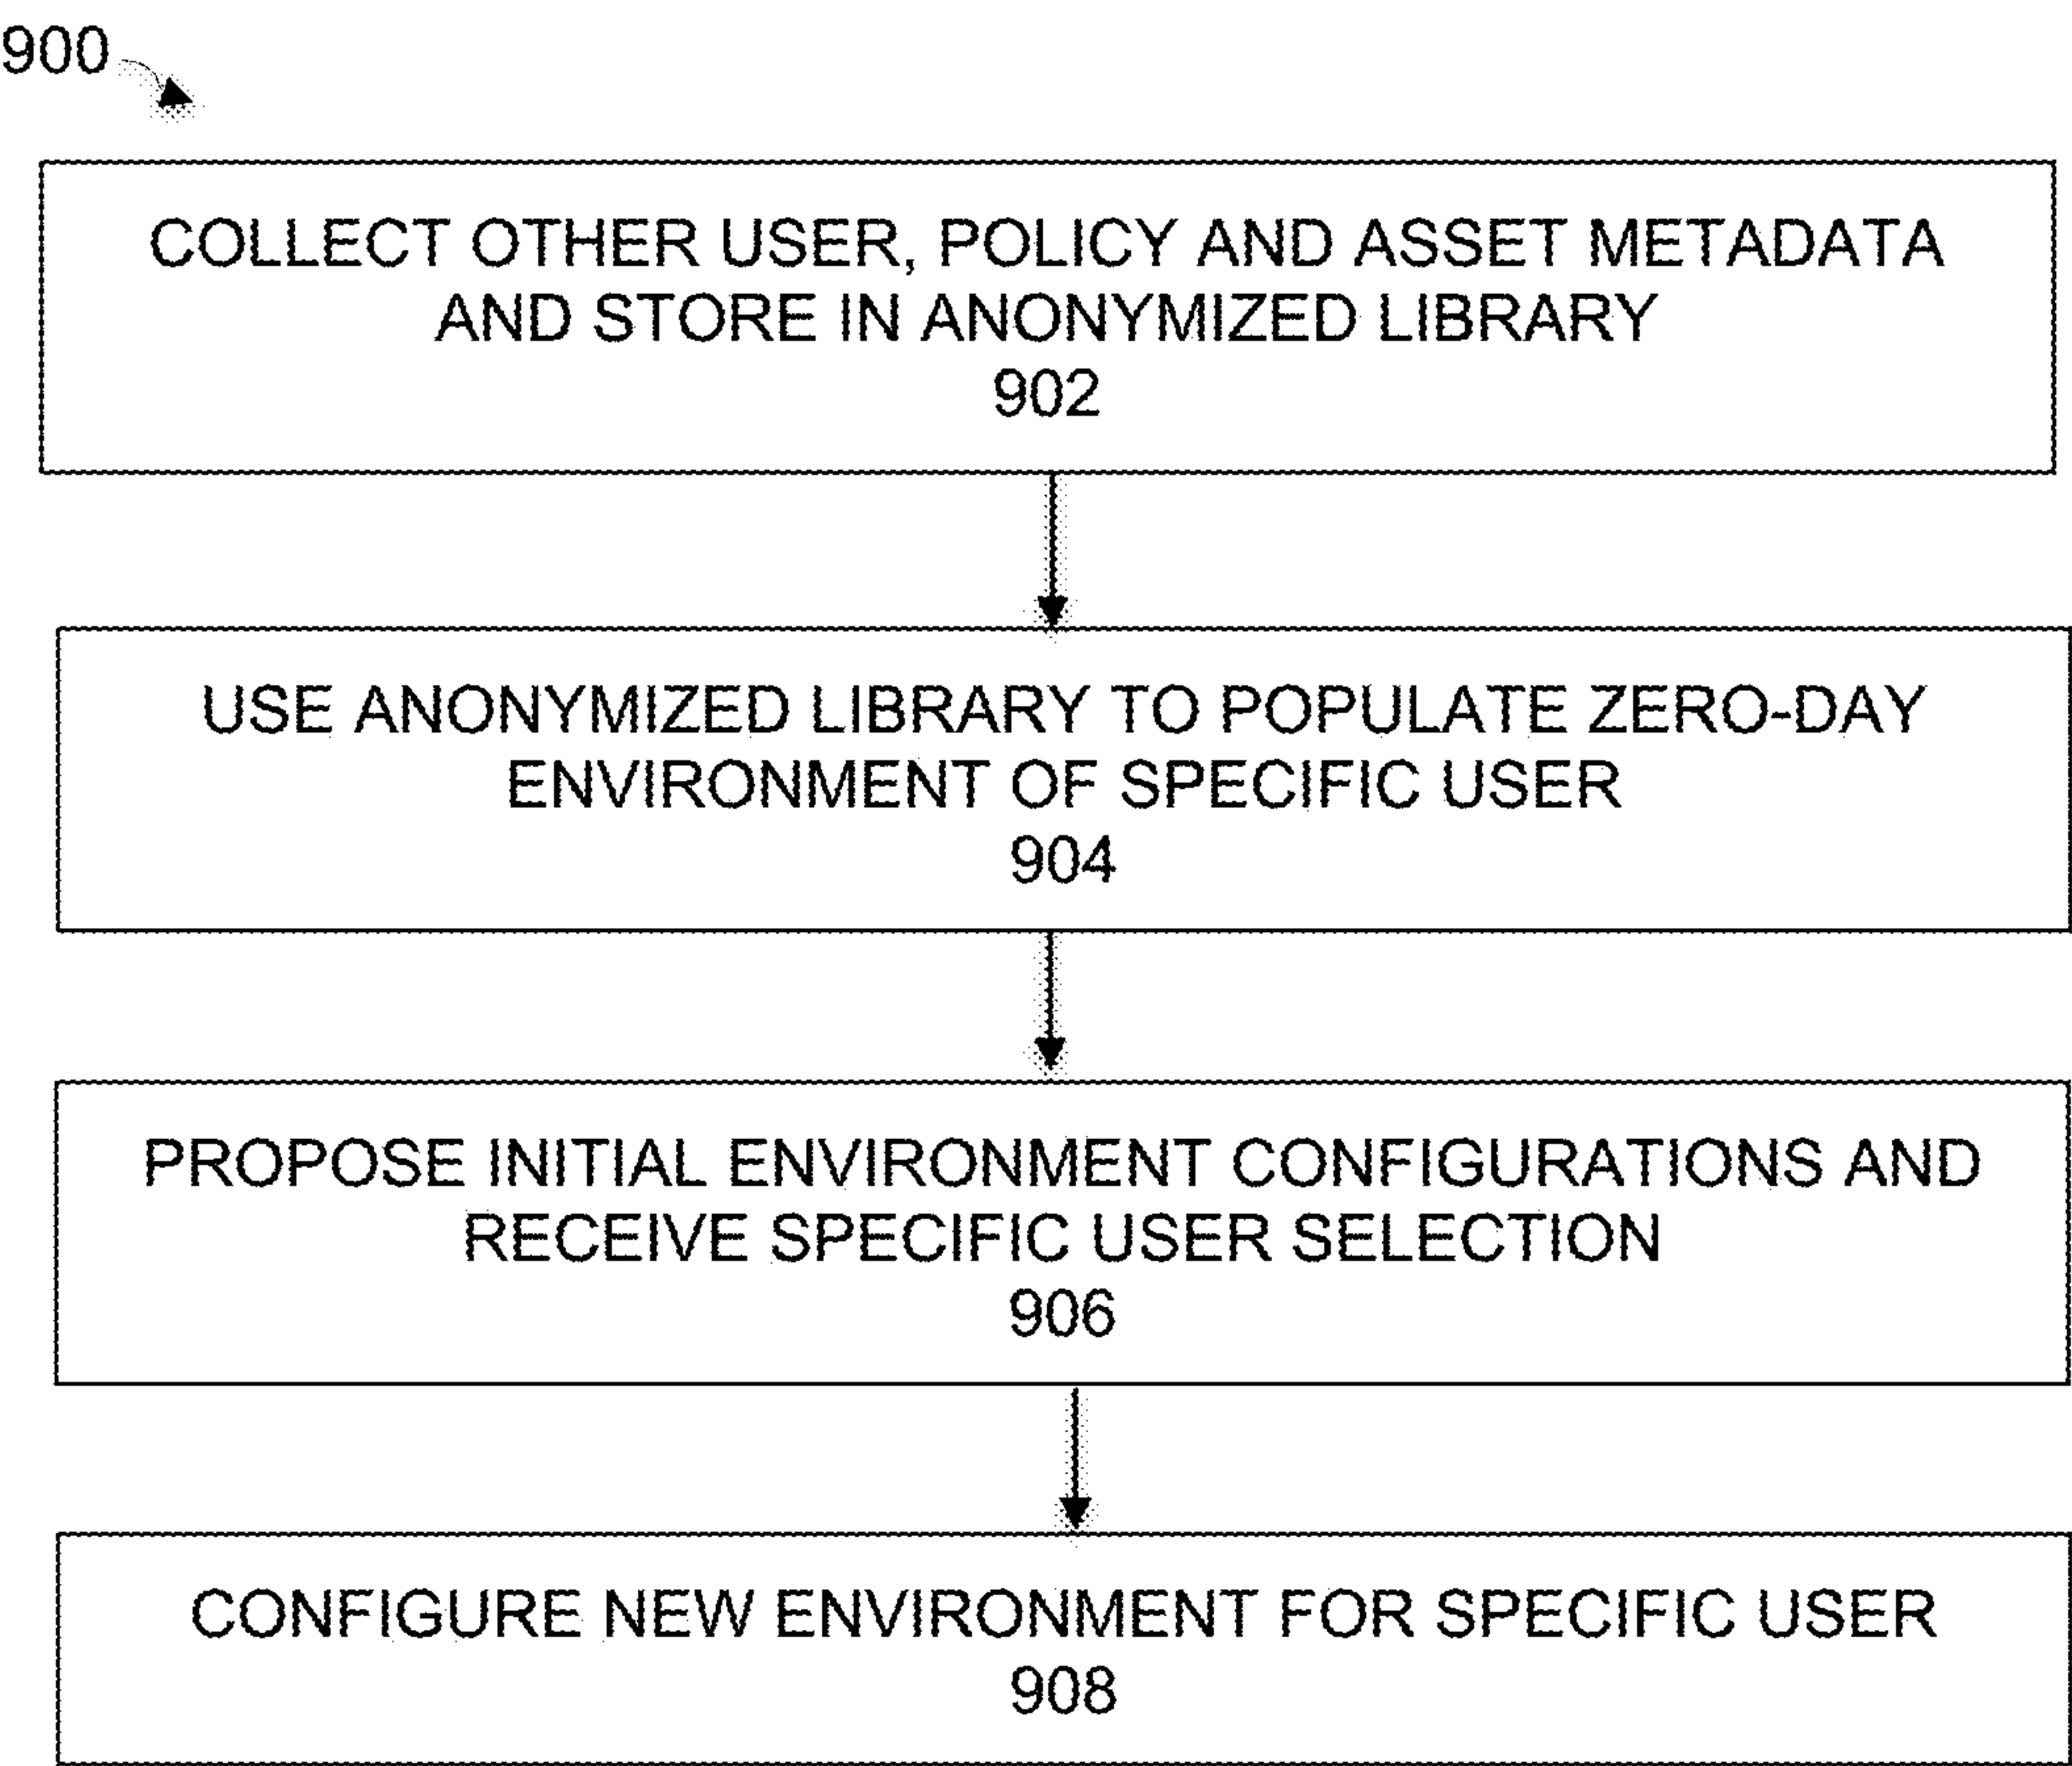 900
COLLECT OTHER USER, POLICY AND ASSET METADATA
AND STORE IN ANONYMIZED LIBRARY
902
USE ANONYMIZED LIBRARY TO POPULATE ZERO-DAY
ENVIRONMENT OF SPECIFIC USER
904
PROPOSE INITIAL ENVIRONMENT CONFIGURATIONS AND
RECEIVE SPECIFIC USER SELECTION
906
CONFIGURE NEW ENVIRONMENT FOR SPECIFIC USER
908